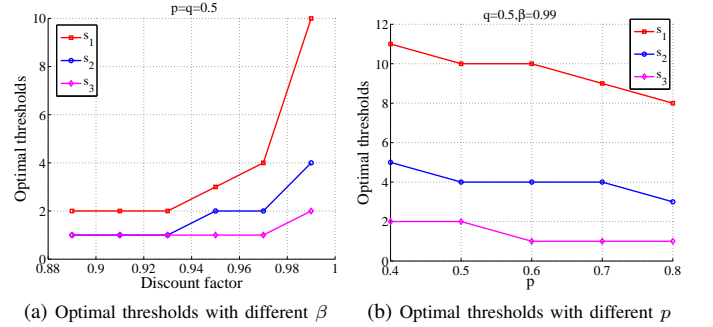 p=q=0.5
Optimal thresholds
10
8
6
4
2
0
s1
s2
s3
0.88
0.9
0.92
0.94
0.96
0.98
1
Discount factor
(a) Optimal thresholds with different β
q=0.5,β=0.99
Optimal thresholds
12
10
8
6
4
2
0
s1
s2
s3
0.4
0.5
0.6
0.7
0.8
p
(b) Optimal thresholds with different p